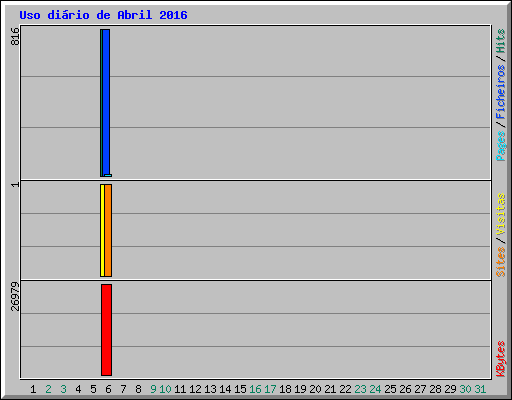 Uso diário de Abril 2016
816
1
26979
Pages / Ficheiros / Hits
Sites / Visitas
KBytes
1 2 3 4 5 6 7 8 9 10 11 12 13 14 15 16 17 18 19 20 21 22 23 24 25 26 27 28 29 30 31